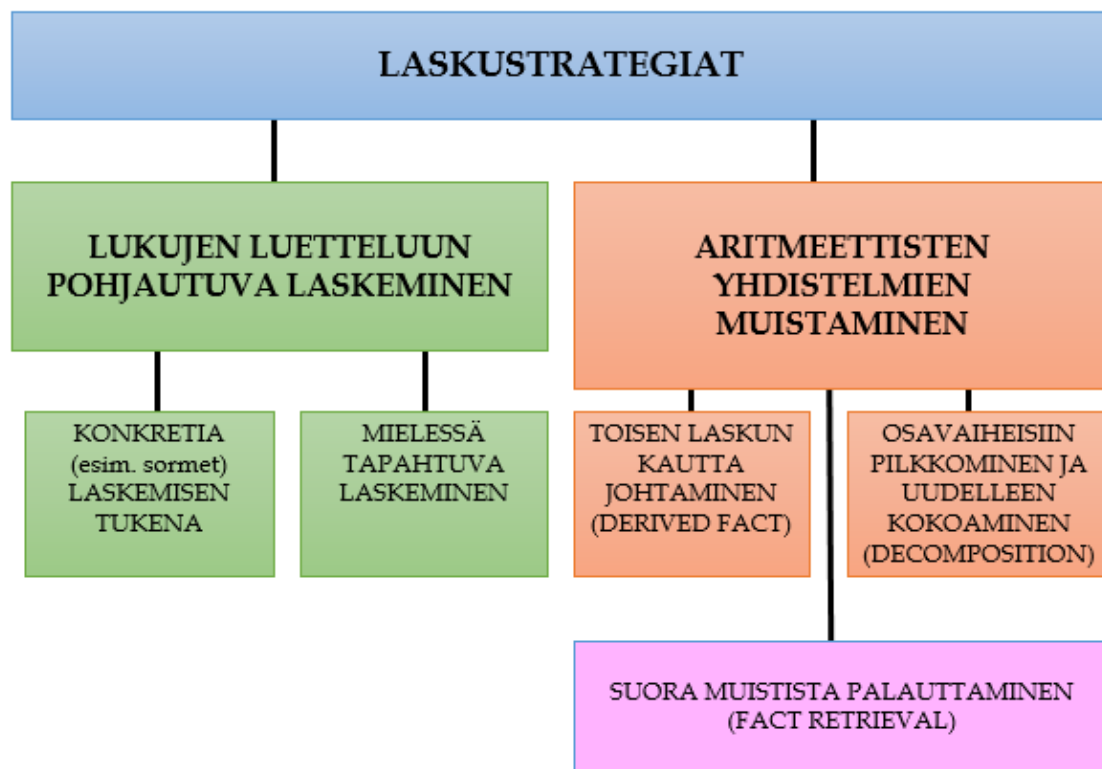 LASKUSTRATEGIAT
LUKUJEN LUETTELUUN
POHJAUTUVA LASKEMINEN
ARITMEETTISTEN
YHDISTELMIEN
MUISTAMINEN
KONKRETIA
(esim. sormet)
LASKEMISEN
TUKENA
MIELESSÄ
TAPAHTUVA
LASKEMINEN
TOISEN LASKUN
KAUTTA
JOHTAMINEN
(DERIVED FACT)
OSAVAIHEISIIN
PILKKOMINEN JA
UUDELLEEN
KOKOAMINEN
(DECOMPOSITION)
SUORA MUISTISTA PALAUTTAMINEN
(FACT RETRIEVAL)